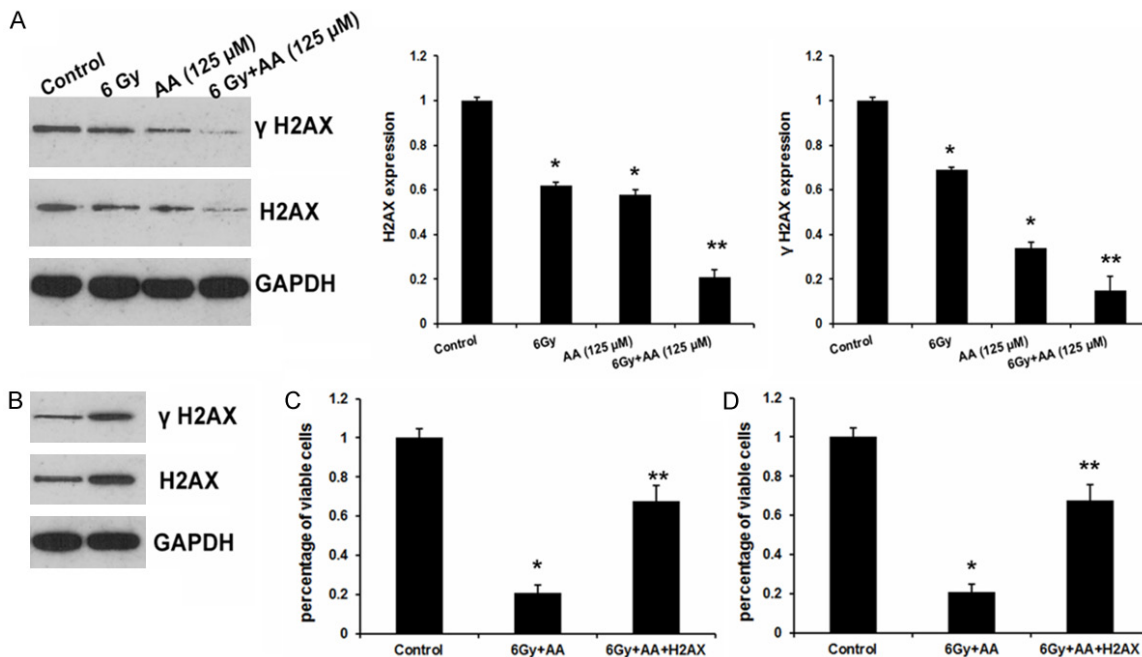 A
Control
6 Gy
AA (125 μM)
6 Gy+AA (125 μM)
γ H2AX
H2AX
GAPDH
H2AX expression
1.2
1
0.8
0.6
0.4
0.2
0
*
*
**
Control
6Gy
AA (125 μM)
6Gy+AA (125 μM)
γ H2AX expression
1.2
1
0.8
0.6
0.4
0.2
0
*
*
**
Control
6Gy
AA (125 μM)
6Gy+AA (125 μM)
B
γ H2AX
H2AX
GAPDH
C
percentage of viable cells
1.2
1
0.8
0.6
0.4
0.2
0
*
**
Control
6Gy+AA
6Gy+AA+H2AX
D
percentage of viable cells
1.2
1
0.8
0.6
0.4
0.2
0
*
**
Control
6Gy+AA
6Gy+AA+H2AX